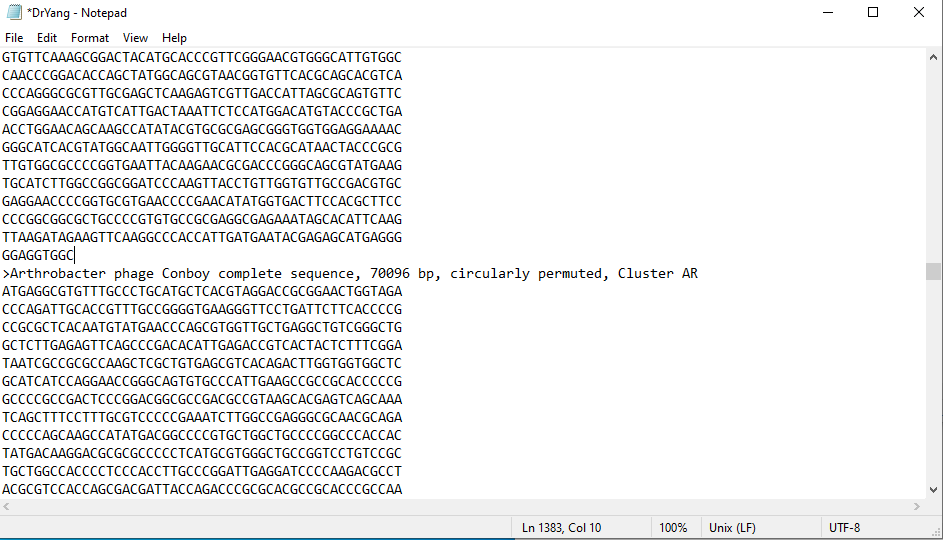 *DrYang - Notepad
File Edit Format View Help
GTGTTCAAAGCGGACTACATGCACCCGTTCGGGAACGTGGGCATTGTGGC
CAACCCGGACACCAGCTATGGCAGCGTAACGGTGTTCACGCAGCACGTCA
CCCAGGGCGCGTTGCGAGCTCAAGAGTCGTTGACCATTAGCGCAGTGTTC
CGGAGGAACCATGTCATTGACTAAATTCTCCATGGACATGTACCCGCTGA
ACCTGGAACAGCAAGCCATATACGTGCGCGAGCGGGTGGTGGAGGAAAAC
GGGCATCACGTATGGCAATTGGGGTTGCATTCCACGCATAACTACCCGCG
TTGTGGCGCCCCGGTGAATTACAAGAACGCGACCCGGGCAGCGTATGAAG
TGCATCTTGGCCGGCGGATCCCAAGTTACCTGTTGGTGTTGCCGACGTGC
GAGGAACCCCGGTGCGTGAACCCCGAACATATGGTGACTTCCACGCTTCC
CCCGGCGGCGCTGCCCCGTGTGCCGCGAGGCGAGAAATAGCACATTCAAG
TTAAGATAGAAGTTCAAGGCCCACCATTGATGAATACGAGAGCATGAGGG
GGAGGTGGC
>Arthrobacter phage Conboy complete sequence, 70096 bp, circularly permuted, Cluster AR
ATGAGGCGTGTTTGCCCTGCATGCTCACGTAGGACCGCGGAACTGGTAGA
CCCAGATTGCACCGTTTGCCGGGGTGAAGGGTTCCTGATTCTTCACCCCG
CCGCGCTCACAATGTATGAACCCAGCGTGGTTGCTGAGGCTGTCGGGCTG
GCTCTTGAGAGTTCAGCCCGACACATTGAGACCGTCACTACTCTTTCGGA
TAATCGCCGCGCCAAGCTCGCTGTGAGCGTCACAGACTTGGTGGTGGCTC
GCATCATCCAGGAACCGGGCAGTGTGCCCATTGAAGCCGCCGCACCCCCG
GCCCCGCCGACTCCCGGACGGCGCCGACGCCGTAAGCACGAGTCAGCAAA
TCAGCTTTCCTTTGCGTCCCCCGAAATCTTGGCCGAGGGCGCAACGCAGA
CCCCCAGCAAGCCATATGACGGCCCCGTGCTGGCTGCCCCGGCCCACCAC
TATGACAAGGACGCGCGCCCCCTCATGCGTGGGCTGCCGGTCCTGTCCGC
TGCTGGCCACCCCTCCCACCTTGCCCGGATTGAGGATCCCCAAGACGCCT
ACGCGTCCACCAGCGACGATTACCAGACCCGCGCACGCCGCACCCGCCAA
Ln 1383, Col 10 100% Unix (LF) UTF-8